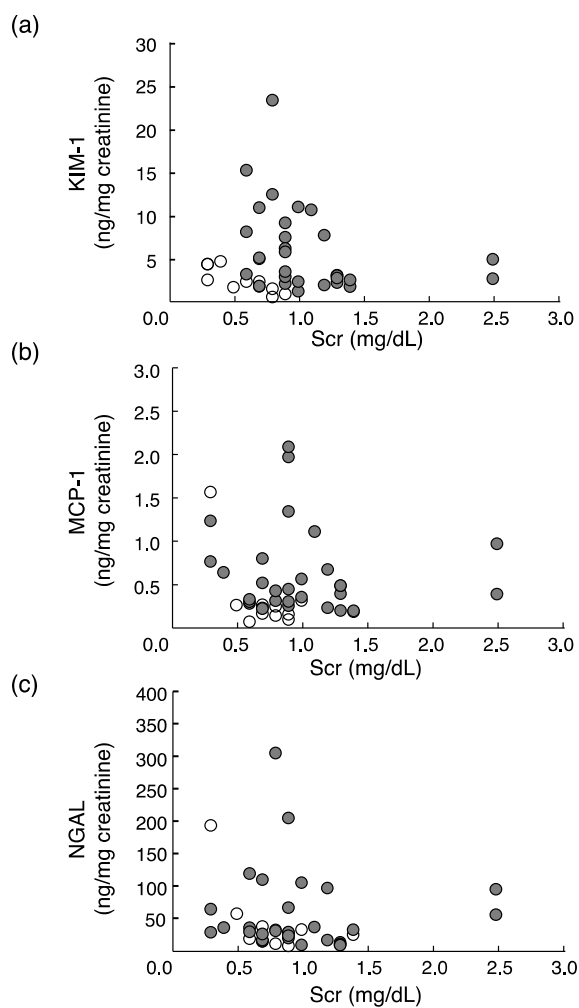 (a)
KIM-1
(ng/mg creatinine)
30
25
20
15
10
5
0.0 0.5 1.0 1.5 2.0 2.5 3.0
Scr (mg/dL)
(b)
MCP-1
(ng/mg creatinine)
3.0
2.5
2.0
1.5
1.0
0.5
0.0 0.5 1.0 1.5 2.0 2.5 3.0
Scr (mg/dL)
(c)
NGAL
(ng/mg creatinine)
400
350
300
250
200
150
100
50
0.0 0.5 1.0 1.5 2.0 2.5 3.0
Scr (mg/dL)